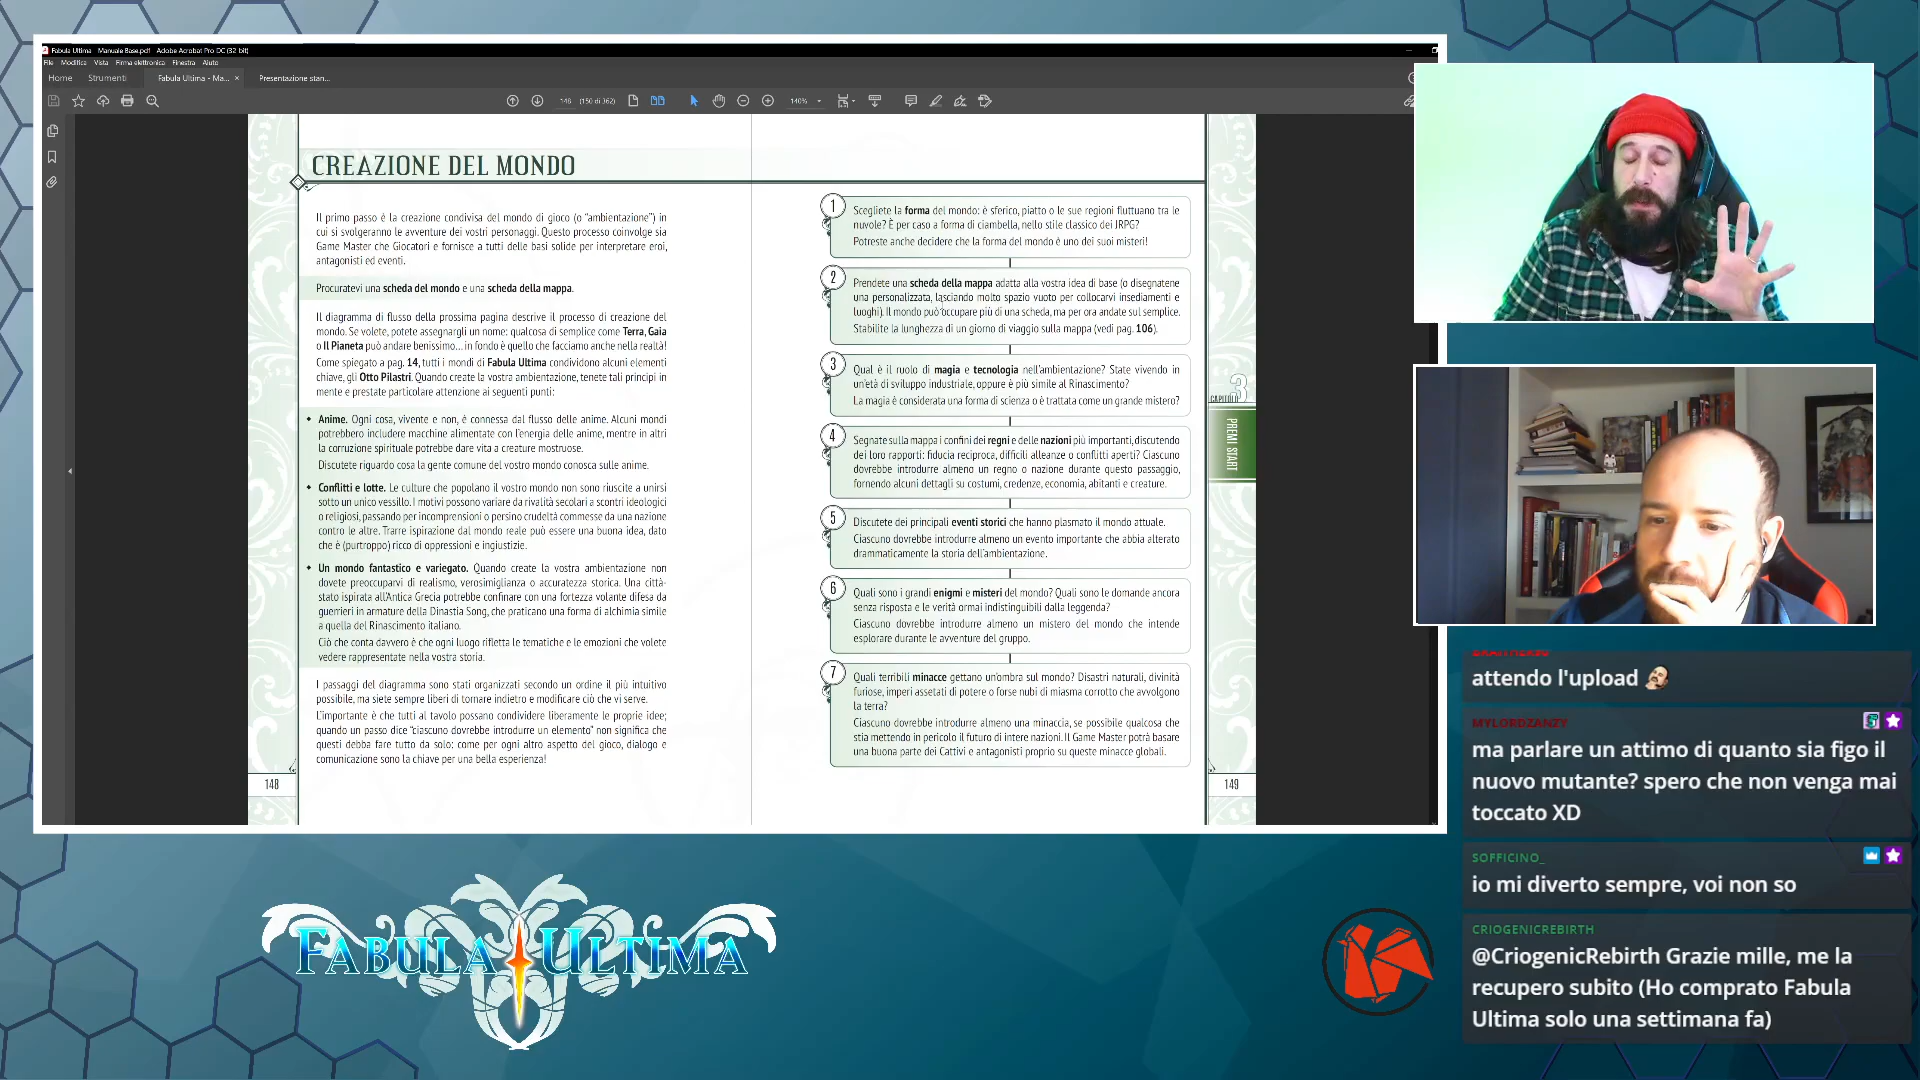 Fabula Ultima - Manuale Base.pdf - Adobe Acrobat Pro DC (32-bit)
File Modifica Vista Firma elettronica Finestra Aiuto
Home Strumenti Fabula Ultima - Ma... × Presentazione stan...
148 (150 di 362) 140%
CREAZIONE DEL MONDO
Il primo passo è la creazione condivisa del mondo di gioco (o "ambientazione") in
cui si svolgeranno le avventure dei vostri personaggi. Questo processo coinvolge sia
Game Master che Giocatori e fornisce a tutti delle basi solide per interpretare eroi,
antagonisti ed eventi.
Procuratevi una scheda del mondo e una scheda della mappa.
Il diagramma di flusso della prossima pagina descrive il processo di creazione del
mondo. Se volete, potete assegnargli un nome: qualcosa di semplice come Terra, Gaia
o Il Pianeta può andare benissimo... in fondo è quello che facciamo anche nella realtà!
Come spiegato a pag. 14, tutti i mondi di Fabula Ultima condividono alcuni elementi
chiave, gli Otto Pilastri. Quando create la vostra ambientazione, tenete tali principi in
mente e prestate particolare attenzione ai seguenti punti:
Anime. Ogni cosa, vivente e non, è connessa dal flusso delle anime. Alcuni mondi
potrebbero includere macchine alimentate con l'energia delle anime, mentre in altri
la corruzione spirituale potrebbe dare vita a creature mostruose.
Discutete riguardo cosa la gente comune del vostro mondo conosca sulle anime.
Conflitti e lotte. Le culture che popolano il vostro mondo non sono riuscite a unirsi
sotto un unico vessillo. I motivi possono variare da rivalità secolari a scontri ideologici
o religiosi, passando per incomprensioni o persino crudeltà commesse da una nazione
contro le altre. Trarre ispirazione dal mondo reale può essere una buona idea, dato
che è (purtroppo) ricco di oppressioni e ingiustizie.
Un mondo fantastico e variegato. Quando create la vostra ambientazione non
dovete preoccuparvi di realismo, verosimiglianza o accuratezza storica. Una città-
stato ispirata all'Antica Grecia potrebbe confinare con una fortezza volante difesa da
guerrieri in armature della Dinastia Song, che praticano una forma di alchimia simile
a quella del Rinascimento italiano.
Ciò che conta davvero è che ogni luogo rifletta le tematiche e le emozioni che volete
vedere rappresentate nella vostra storia.
I passaggi del diagramma sono stati organizzati secondo un ordine il più intuitivo
possibile, ma siete sempre liberi di tornare indietro e modificare ciò che vi serve.
L'importante è che tutti al tavolo possano condividere liberamente le proprie idee;
quando un passo dice "ciascuno dovrebbe introdurre un elemento" non significa che
questi debba fare tutto da solo: come per ogni altro aspetto del gioco, dialogo e
comunicazione sono la chiave per una bella esperienza!
148
1
Scegliete la forma del mondo: è sferico, piatto o le sue regioni fluttuano tra le
nuvole? È per caso a forma di ciambella, nello stile classico dei JRPG?
Potreste anche decidere che la forma del mondo è uno dei suoi misteri!
2
Prendete una scheda della mappa adatta alla vostra idea di base (o disegnatene
una personalizzata, lasciando molto spazio vuoto per collocarvi insediamenti e
luoghi). Il mondo può occupare più di una scheda, ma per ora andate sul semplice.
Stabilite la lunghezza di un giorno di viaggio sulla mappa (vedi pag. 106).
3
Qual è il ruolo di magia e tecnologia nell'ambientazione? State vivendo in
un'età di sviluppo industriale, oppure è più simile al Rinascimento?
La magia è considerata una forma di scienza o è trattata come un grande mistero?
4
Segnate sulla mappa i confini dei regni e delle nazioni più importanti, discutendo
dei loro rapporti: fiducia reciproca, difficili alleanze o conflitti aperti? Ciascuno
dovrebbe introdurre almeno un regno o nazione durante questo passaggio,
fornendo alcuni dettagli su costumi, credenze, economia, abitanti e creature.
5
Discutete dei principali eventi storici che hanno plasmato il mondo attuale.
Ciascuno dovrebbe introdurre almeno un evento importante che abbia alterato
drammaticamente la storia dell'ambientazione.
6
Quali sono i grandi enigmi e misteri del mondo? Quali sono le domande ancora
senza risposta e le verità ormai indistinguibili dalla leggenda?
Ciascuno dovrebbe introdurre almeno un mistero del mondo che intende
esplorare durante le avventure del gruppo.
7
Quali terribili minacce gettano un'ombra sul mondo? Disastri naturali, divinità
furiose, imperi assetati di potere o forse nubi di miasma corrotto che avvolgono
la terra?
Ciascuno dovrebbe introdurre almeno una minaccia, se possibile qualcosa che
stia mettendo in pericolo il futuro di intere nazioni. Il Game Master potrà basare
una buona parte dei Cattivi e antagonisti proprio su queste minacce globali.
CAPITOLO 3
PREMI START
149
attendo l'upload
MYLORDZANZY
ma parlare un attimo di quanto sia figo il
nuovo mutante? spero che non venga mai
toccato XD
SOFFICINO_
io mi diverto sempre, voi non so
CRIOGENICREBIRTH
@CriogenicRebirth Grazie mille, me la
recupero subito (Ho comprato Fabula
Ultima solo una settimana fa)
FABULA ULTIMA